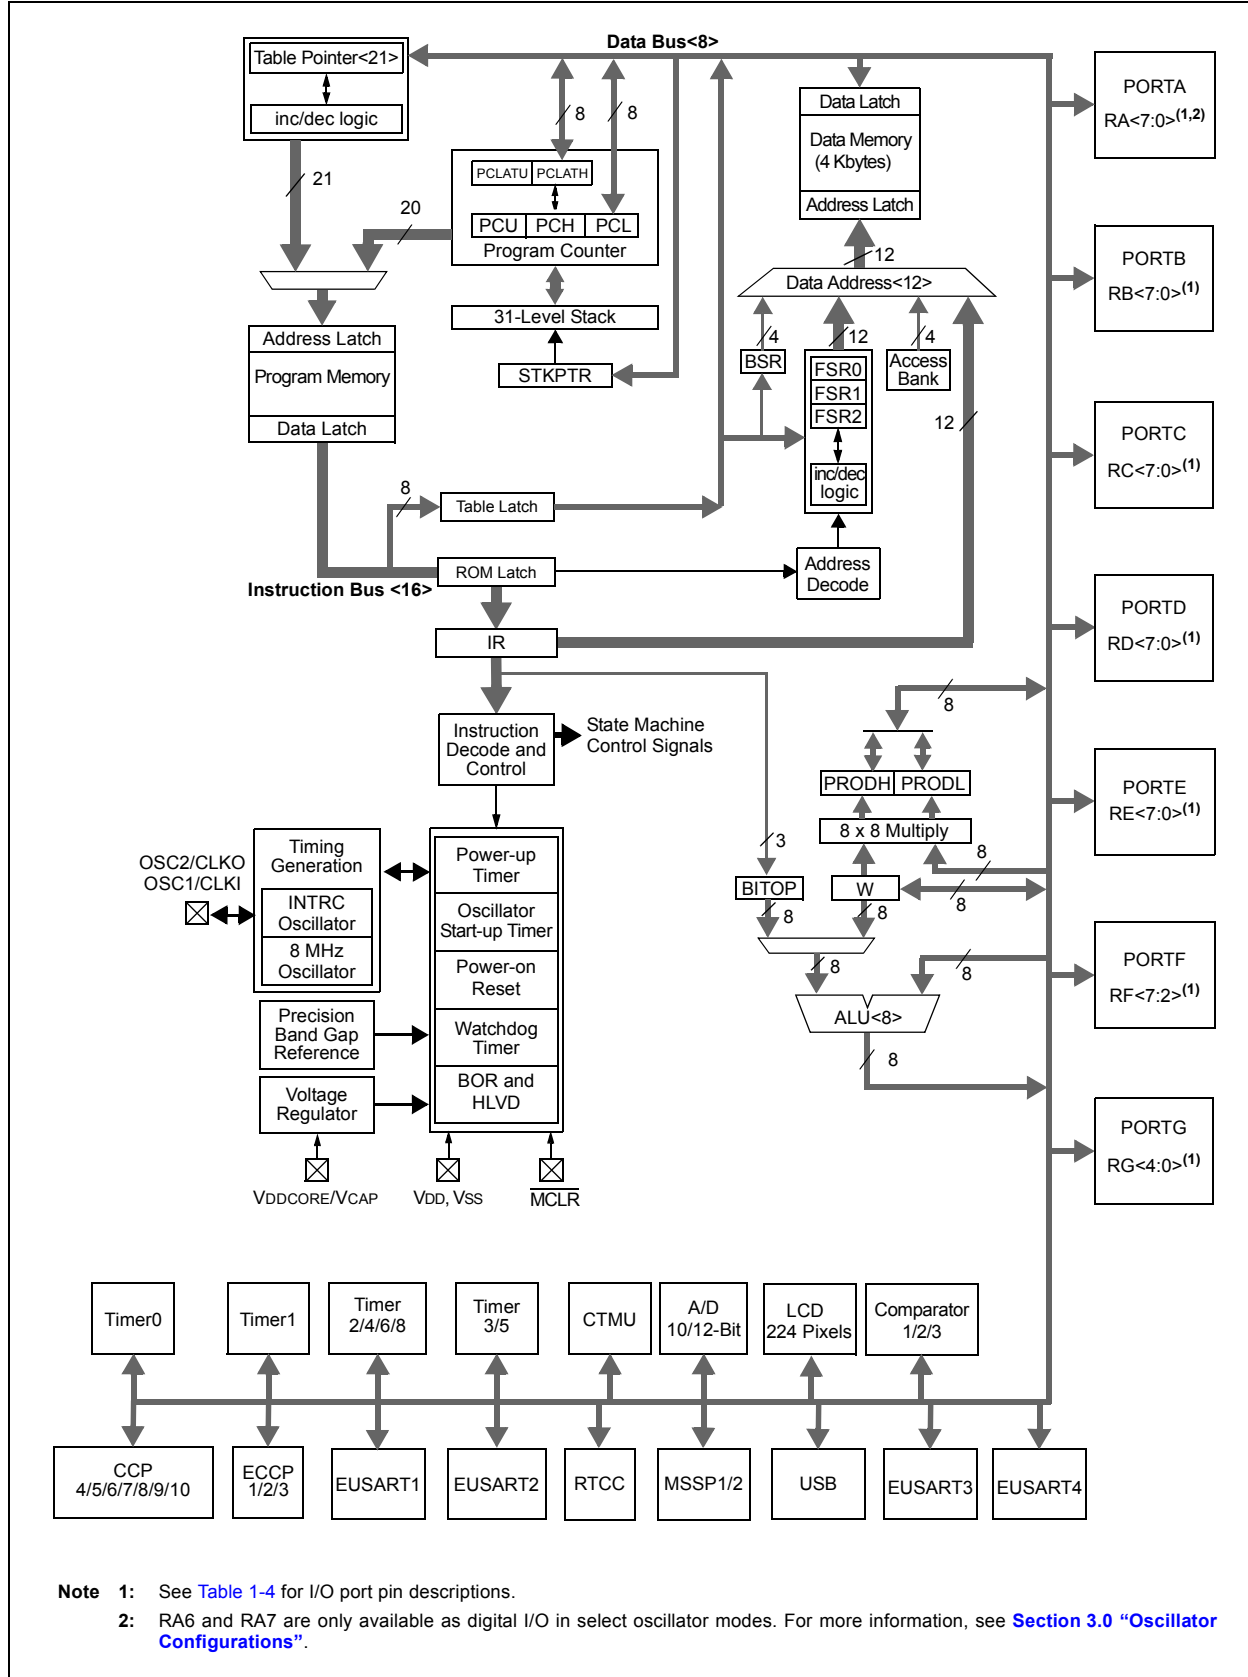 Data Bus<8>
Table Pointer<21>
inc/dec logic
21
20
8
8
PCLATU PCLATH
PCU PCH PCL
Program Counter
31-Level Stack
STKPTR
Address Latch
Program Memory
Data Latch
8
Table Latch
ROM Latch
Instruction Bus <16>
IR
Data Latch
Data Memory
(4 Kbytes)
Address Latch
12
Data Address<12>
4
12
4
BSR
FSR0
FSR1
FSR2
inc/dec
logic
Access
Bank
12
Address
Decode
Instruction
Decode and
Control
State Machine
Control Signals
8
PRODH PRODL
8 x 8 Multiply
3
8
BITOP
W
8
8
8
8
8
ALU<8>
8
OSC2/CLKO
OSC1/CLKI
Timing
Generation
INTRC
Oscillator
8 MHz
Oscillator
Precision
Band Gap
Reference
Voltage
Regulator
Power-up
Timer
Oscillator
Start-up Timer
Power-on
Reset
Watchdog
Timer
BOR and
HLVD
VDDCORE/VCAP
VDD, VSS
MCLR
PORTA
RA<7:0>(1,2)
PORTB
RB<7:0>(1)
PORTC
RC<7:0>(1)
PORTD
RD<7:0>(1)
PORTE
RE<7:0>(1)
PORTF
RF<7:2>(1)
PORTG
RG<4:0>(1)
Timer0
Timer1
Timer
2/4/6/8
Timer
3/5
CTMU
A/D
10/12-Bit
LCD
224 Pixels
Comparator
1/2/3
CCP
4/5/6/7/8/9/10
ECCP
1/2/3
EUSART1
EUSART2
RTCC
MSSP1/2
USB
EUSART3
EUSART4
Note 1: See Table 1-4 for I/O port pin descriptions.
2: RA6 and RA7 are only available as digital I/O in select oscillator modes. For more information, see Section 3.0 “Oscillator
Configurations”.